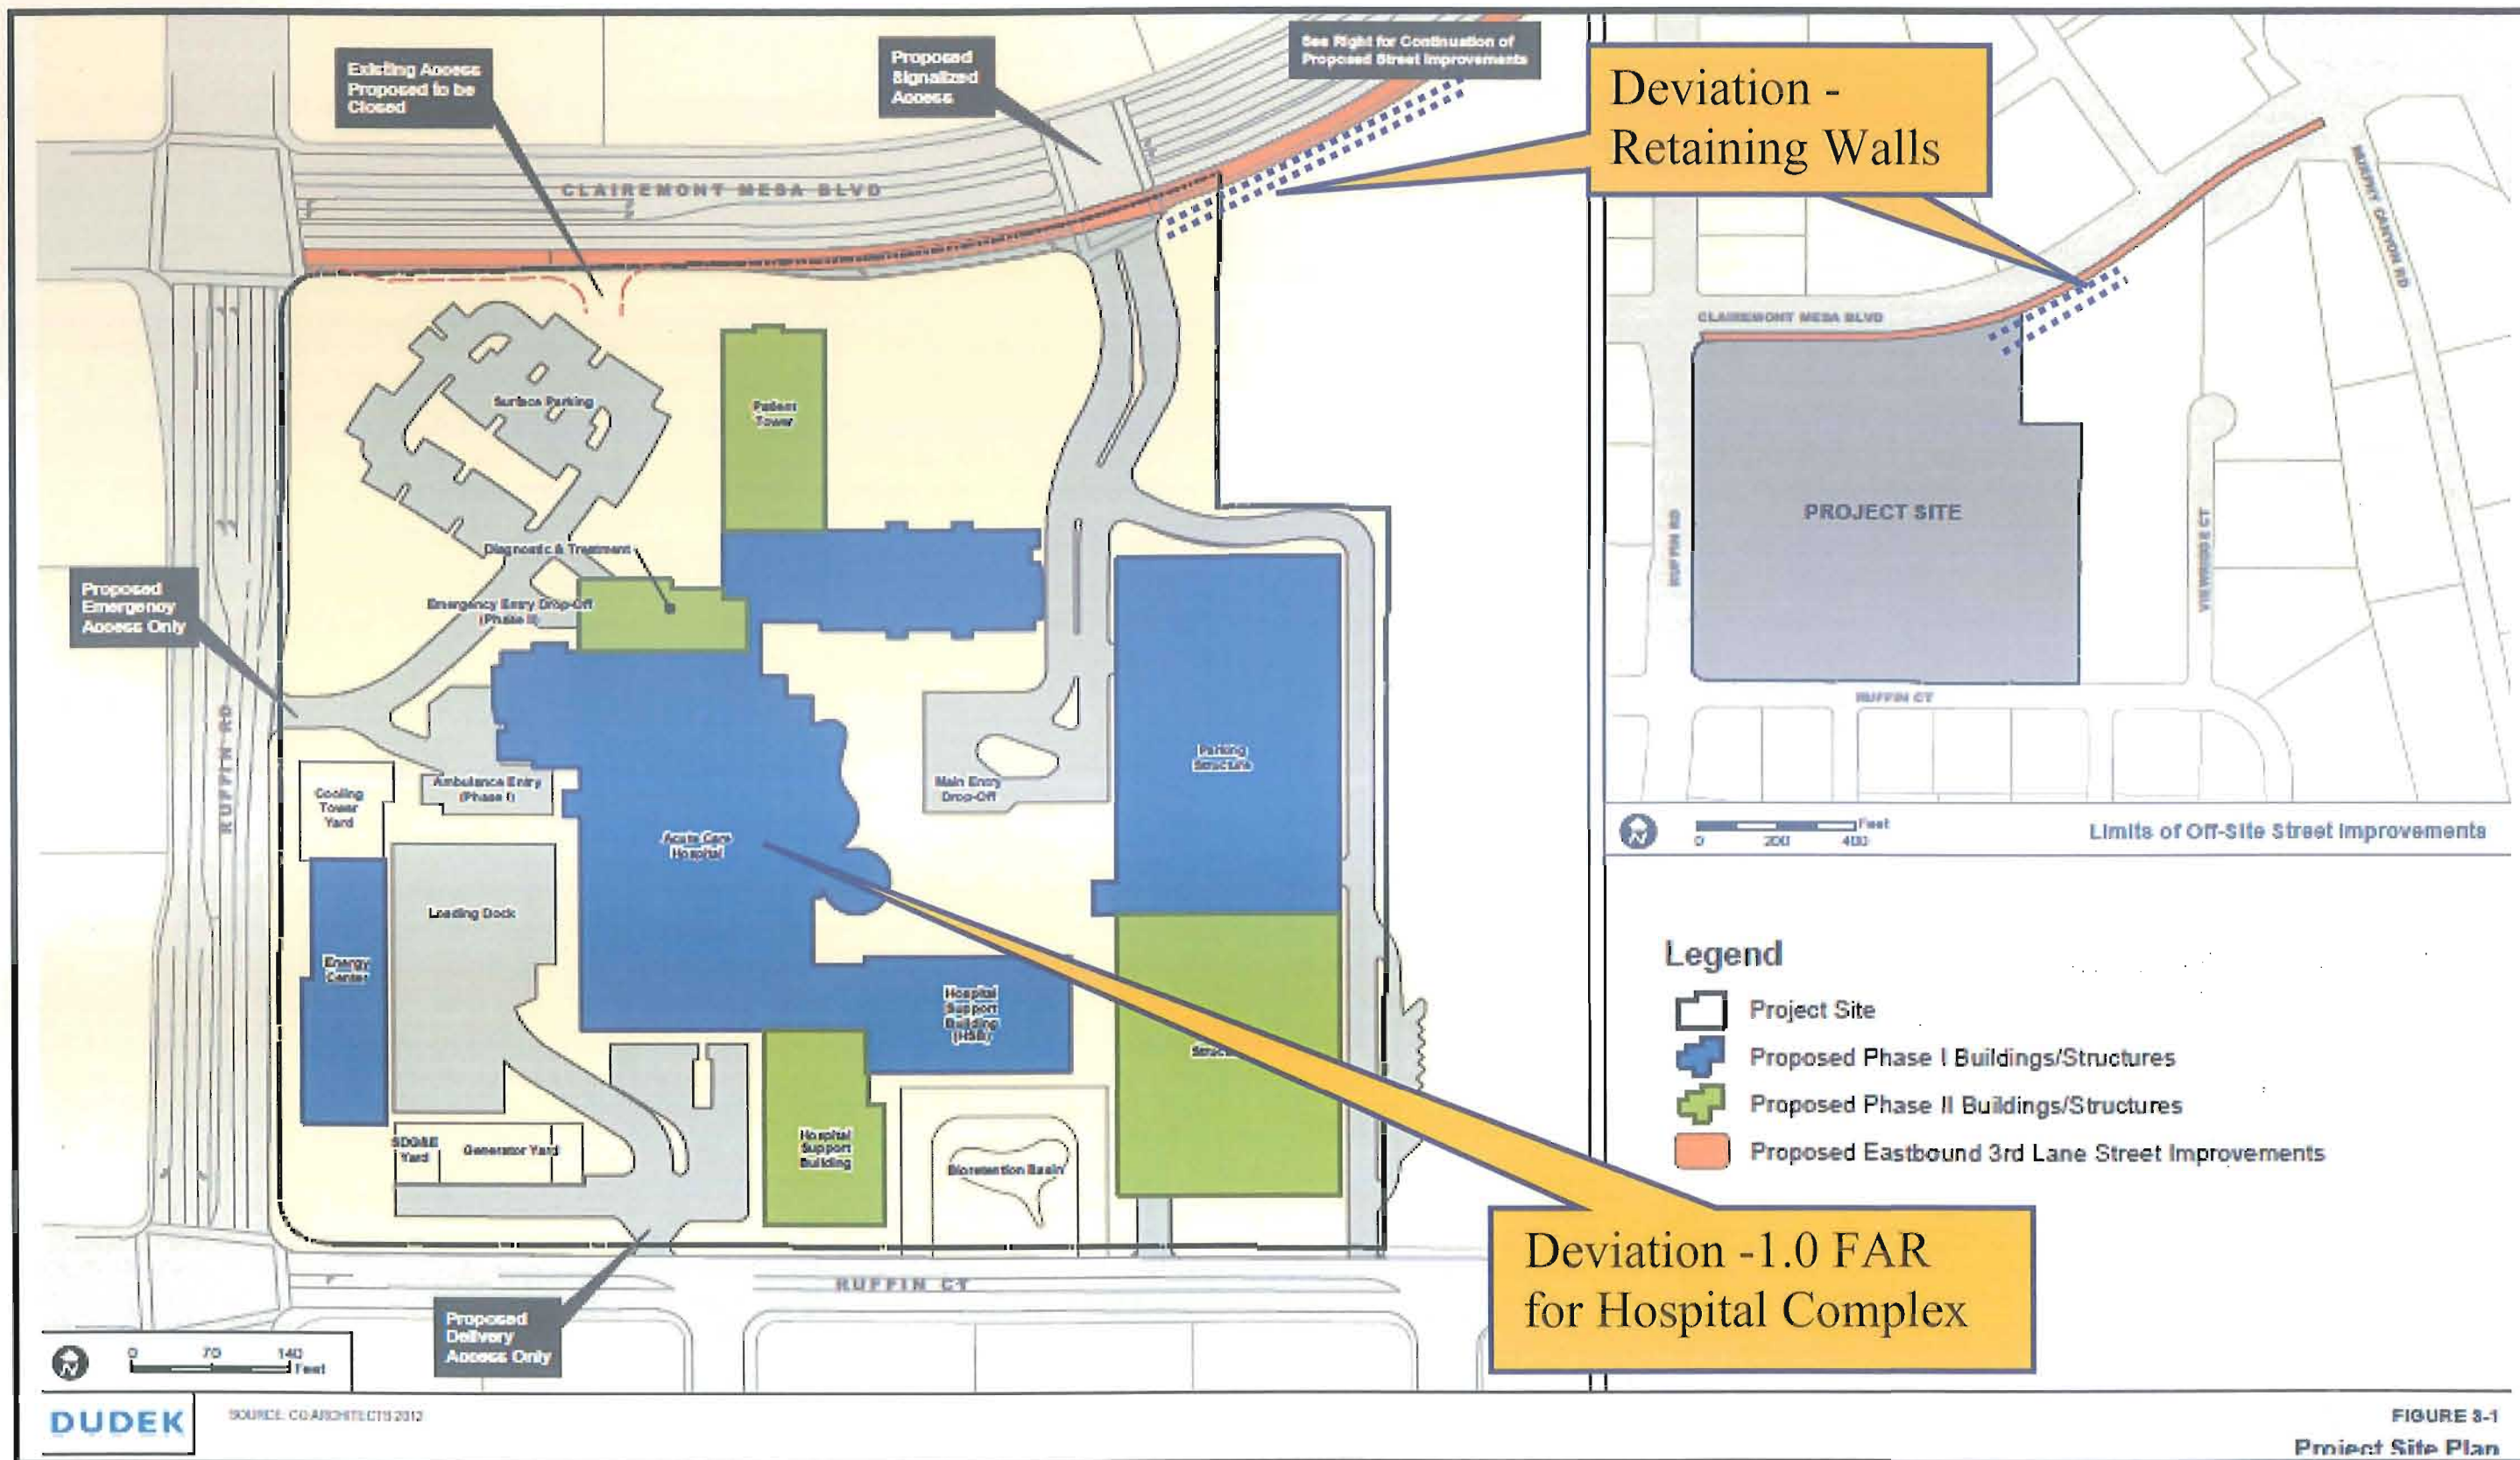 Existing Access
Proposed to be
Closed
Proposed
Signalized
Access
See Right for Continuation of
Proposed Street Improvements
Deviation -
Retaining Walls
CLAIREMONT MESA BLVD
MURPHY CANYON RD
CLAIREMONT MESA BLVD
Surface Parking
Patient
Tower
PROJECT SITE
RUFFIN RD
VIEWRIDGE CT
Diagnostic & Treatment
Emergency Entry Drop-Off
(Phase II)
Proposed
Emergency
Access Only
RUFFIN CT
RUFFIN RD
Parking
Structure
Cooling
Tower
Yard
Ambulance Entry
(Phase I)
Main Entry
Drop-Off
Acute Care
Hospital
N
0 200 400 Feet
Limits of Off-Site Street Improvements
Loading Dock
Energy
Center
Hospital
Support
Building
(HSB)
Legend
Project Site
Proposed Phase I Buildings/Structures
Proposed Phase II Buildings/Structures
Proposed Eastbound 3rd Lane Street Improvements
SDG&E
Yard
Generator Yard
Hospital
Support
Building
Bioretention Basin
Deviation -1.0 FAR
for Hospital Complex
RUFFIN CT
Proposed
Delivery
Access Only
N
0 70 140
Feet
DUDEK
SOURCE: CO ARCHITECTS 2012
FIGURE 3-1
Project Site Plan